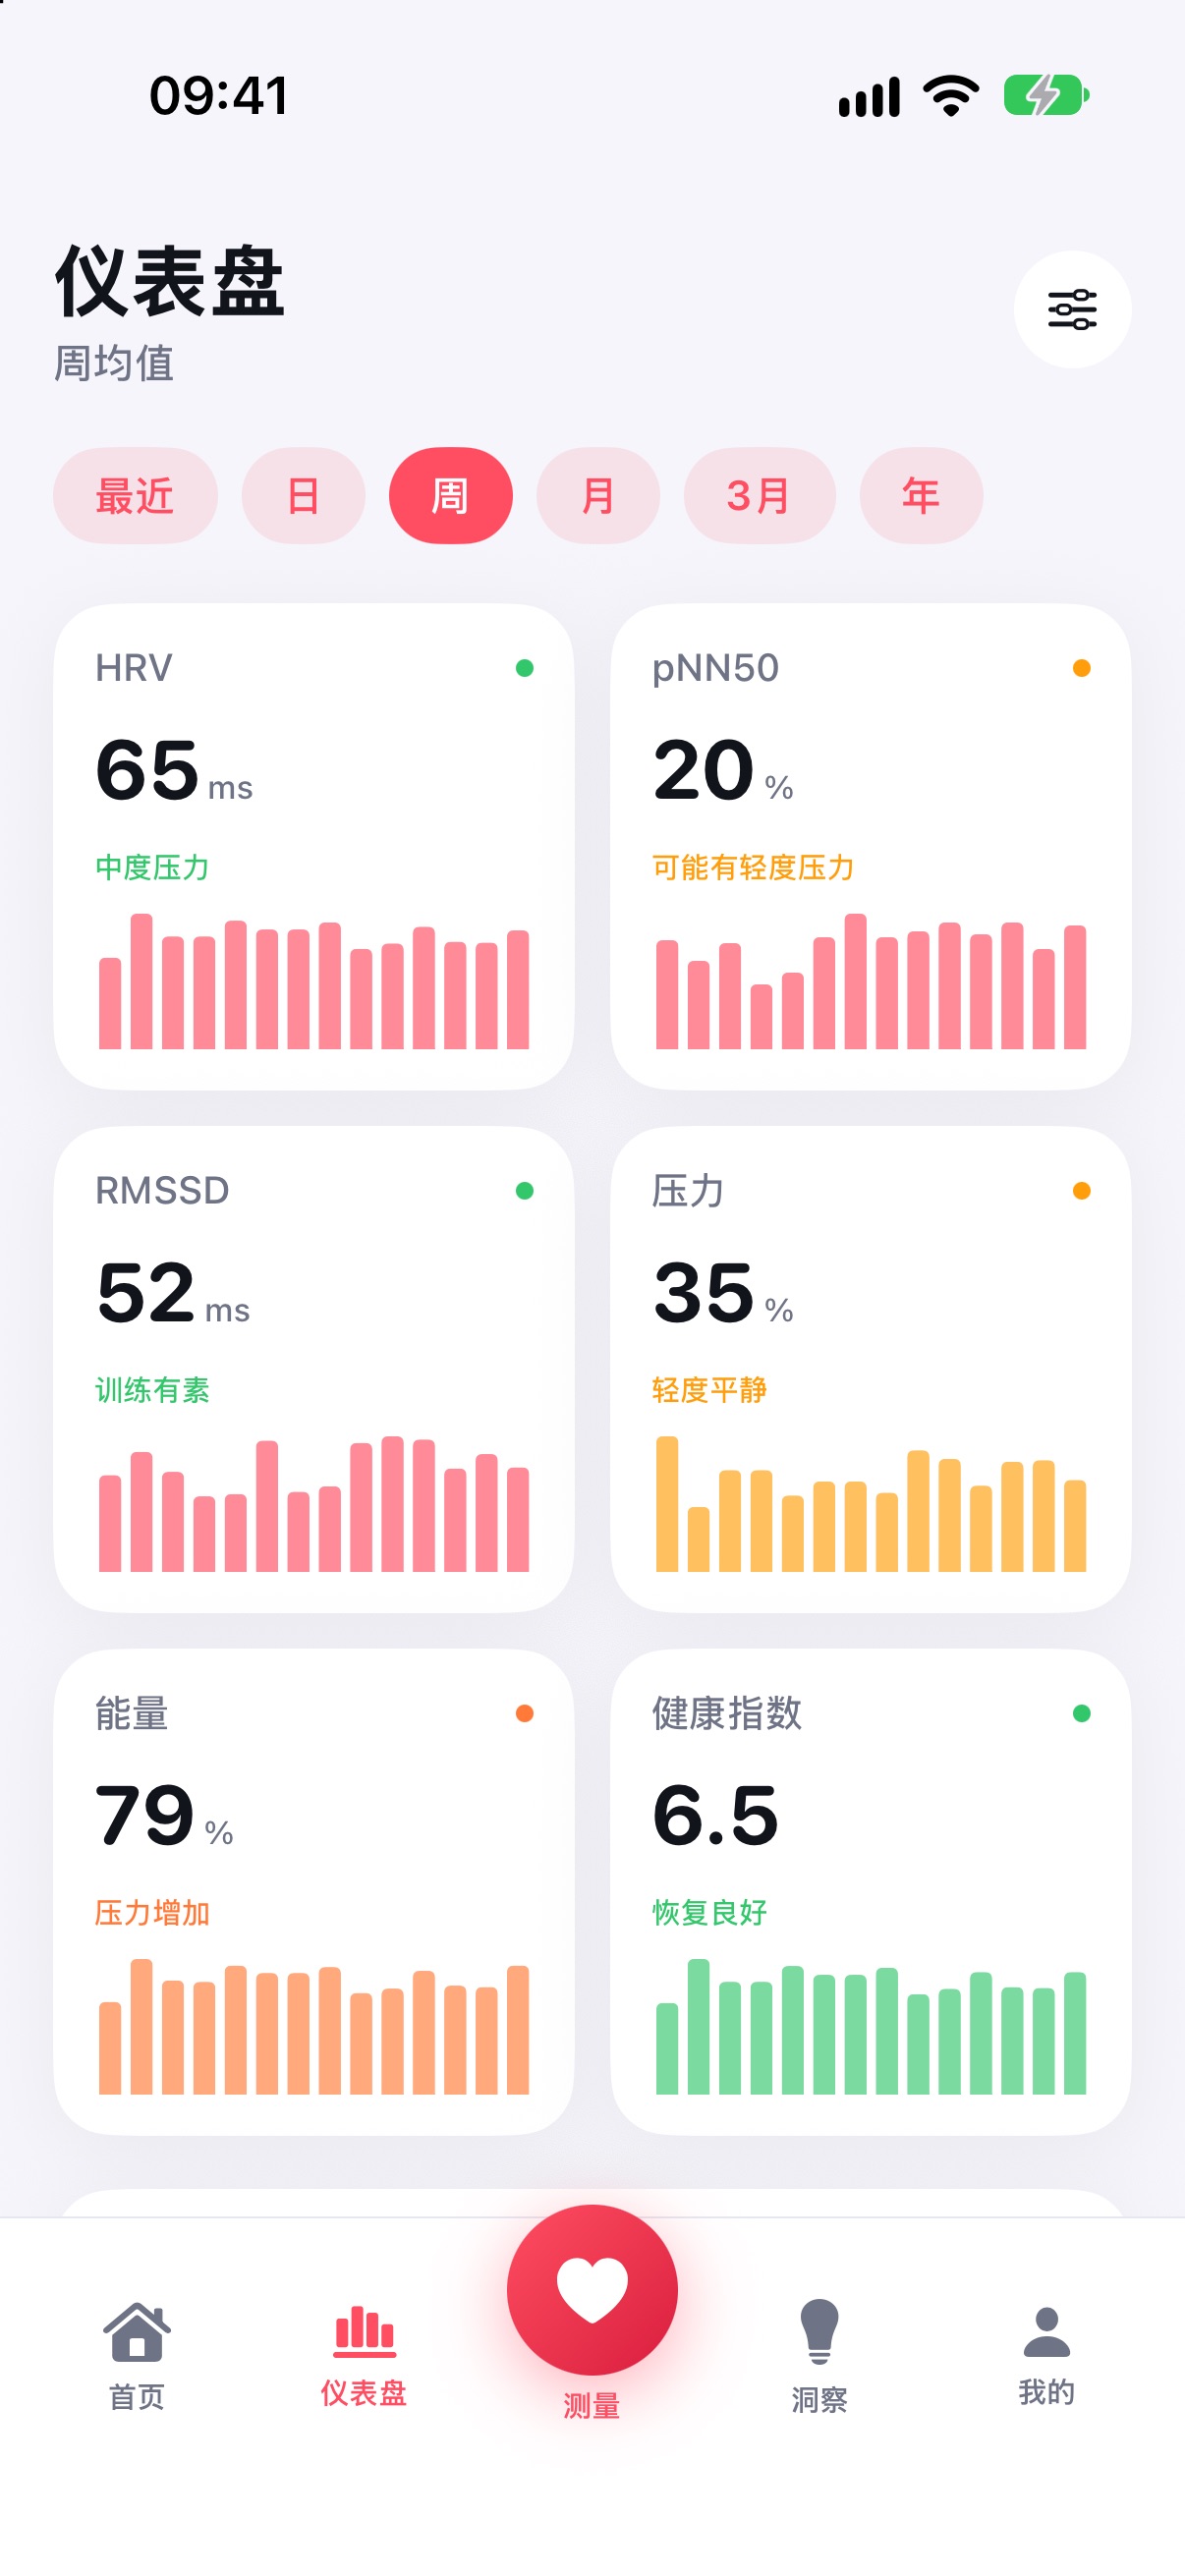 09:41
仪表盘
周均值
最近 日 周 月 3月 年
HRV
65 ms
中度压力
pNN50
20 %
可能有轻度压力
RMSSD
52 ms
训练有素
压力
35 %
轻度平静
能量
79 %
压力增加
健康指数
6.5
恢复良好
首页 仪表盘 测量 洞察 我的